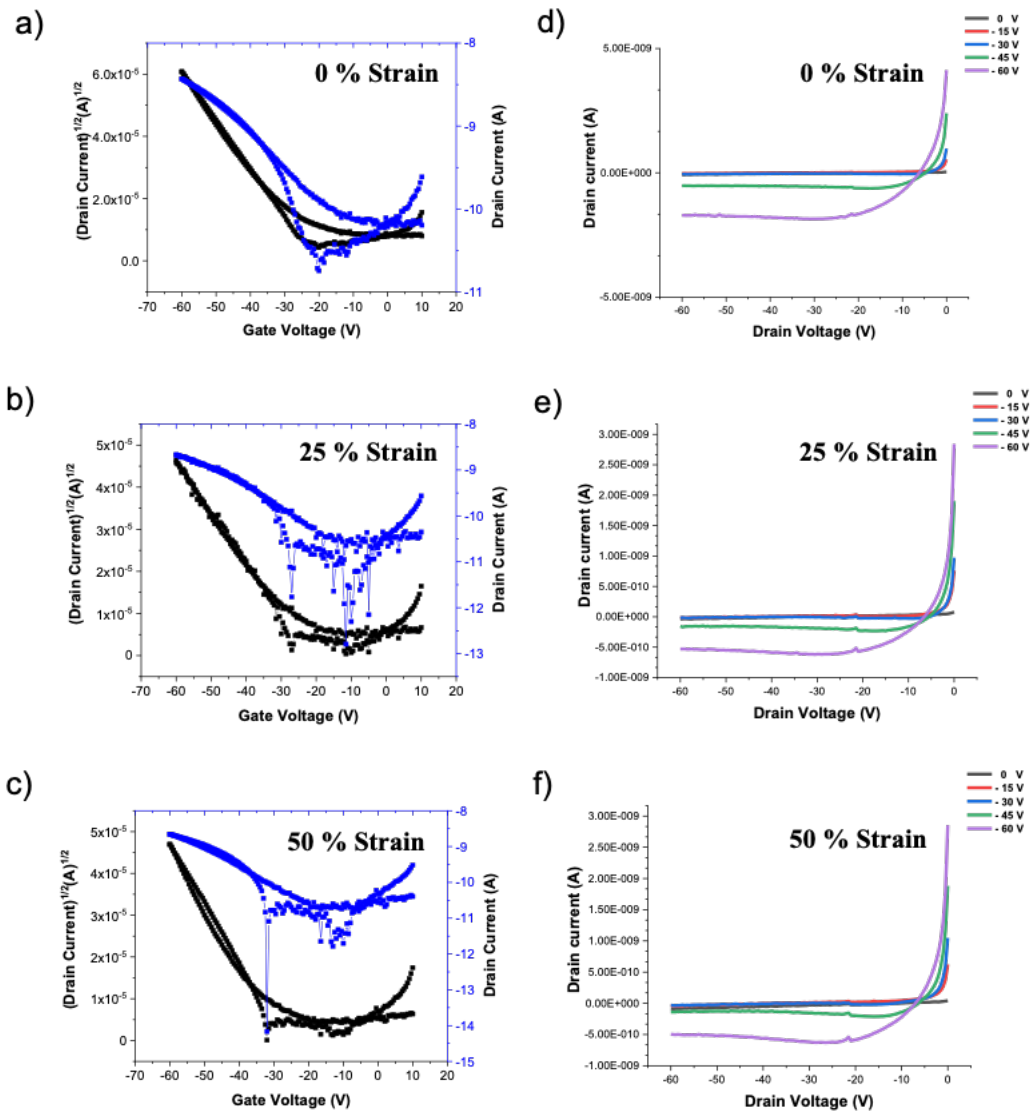 a)
0 % Strain
(Drain Current)1/2(A)1/2
6.0x10-5
4.0x10-5
2.0x10-5
0.0
-8
-9
-10
-11
Drain Current (A)
-70 -60 -50 -40 -30 -20 -10 0 10 20
Gate Voltage (V)
d)
0 % Strain
0 V
- 15 V
- 30 V
- 45 V
- 60 V
Drain current (A)
5.00E-009
0.00E+000
-5.00E-009
-60 -50 -40 -30 -20 -10 0
Drain Voltage (V)
b)
25 % Strain
(Drain Current)1/2(A)1/2
5x10-5
4x10-5
3x10-5
2x10-5
1x10-5
0
-8
-9
-10
-11
-12
-13
Drain Current (A)
-70 -60 -50 -40 -30 -20 -10 0 10 20
Gate Voltage (V)
e)
25 % Strain
0 V
- 15 V
- 30 V
- 45 V
- 60 V
Drain current (A)
3.00E-009
2.50E-009
2.00E-009
1.50E-009
1.00E-009
5.00E-010
0.00E+000
-5.00E-010
-1.00E-009
-60 -50 -40 -30 -20 -10 0
Drain Voltage (V)
c)
50 % Strain
(Drain Current)1/2(A)1/2
5x10-5
4x10-5
3x10-5
2x10-5
1x10-5
0
-8
-9
-10
-11
-12
-13
-14
-15
Drain Current (A)
-70 -60 -50 -40 -30 -20 -10 0 10 20
Gate Voltage (V)
f)
50 % Strain
0 V
- 15 V
- 30 V
- 45 V
- 60 V
Drain current (A)
3.00E-009
2.50E-009
2.00E-009
1.50E-009
1.00E-009
5.00E-010
0.00E+000
-5.00E-010
-1.00E-009
-60 -50 -40 -30 -20 -10 0
Drain Voltage (V)